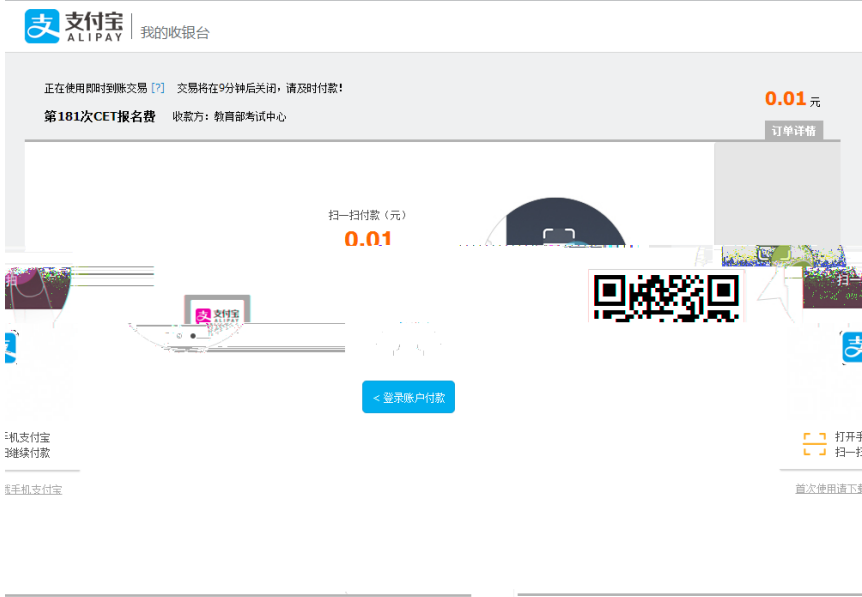 支付宝 我的收银台
ALIPAY
正在使用即时到账交易 [?] 交易将在9分钟后关闭，请及时付款！
0.01 元
第181次CET报名费 收款方：教育部考试中心
订单详情
扫一扫付款（元）
0.01
支付宝
< 登录账户付款
机支付宝
打开手
继续付款
扫一扫
手机支付宝
首次使用请下载